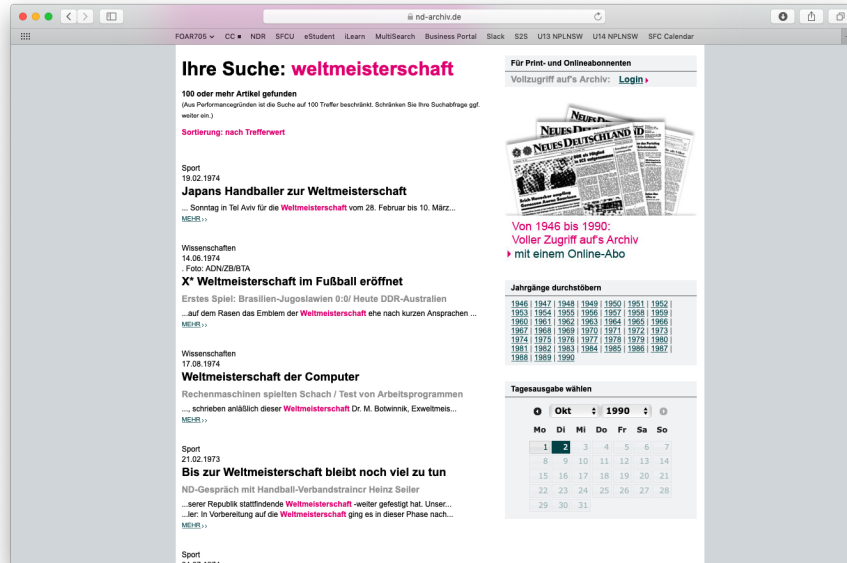 nd-archiv.de
FOAR705 CC NDR SFCU eStudent iLearn MultiSearch Business Portal Slack S2S U13 NPLNSW U14 NPLNSW SFC Calendar
Ihre Suche: weltmeisterschaft
100 oder mehr Artikel gefunden
(Aus Performancegründen ist die Suche auf 100 Treffer beschränkt. Schränken Sie Ihre Suchabfrage ggf.
weiter ein.)
Sortierung: nach Trefferwert
Sport
19.02.1974
Japans Handballer zur Weltmeisterschaft
... Sonntag in Tel Aviv für die Weltmeisterschaft vom 28. Februar bis 10. März...
MEHR ››
Wissenschaften
14.06.1974
. Foto: ADN/ZB/BTA
X* Weltmeisterschaft im Fußball eröffnet
Erstes Spiel: Brasilien-Jugoslawien 0:0/ Heute DDR-Australien
...auf dem Rasen das Emblem der Weltmeisterschaft ehe nach kurzen Ansprachen ...
MEHR ››
Wissenschaften
17.08.1974
Weltmeisterschaft der Computer
Rechenmaschinen spielten Schach / Test von Arbeitsprogrammen
..., schrieben anläßlich dieser Weltmeisterschaft Dr. M. Botwinnik, Exweltmeis...
MEHR ››
Sport
21.02.1973
Bis zur Weltmeisterschaft bleibt noch viel zu tun
ND-Gespräch mit Handball-Verbandstraincr Heinz Seiler
...serer Republik stattfindende Weltmeisterschaft -weiter gefestigt hat. Unser...
...ler: In Vorbereitung auf die Weltmeisterschaft ging es in dieser Phase nach...
MEHR ››
Sport
Für Print- und Onlineabonnenten
Vollzugriff auf's Archiv: Login
NEUES DEUTSCHLAND
Von 1946 bis 1990:
Voller Zugriff auf's Archiv
mit einem Online-Abo
Jahrgänge durchstöbern
1946 | 1947 | 1948 | 1949 | 1950 | 1951 | 1952 |
1953 | 1954 | 1955 | 1956 | 1957 | 1958 | 1959 |
1960 | 1961 | 1962 | 1963 | 1964 | 1965 | 1966 |
1967 | 1968 | 1969 | 1970 | 1971 | 1972 | 1973 |
1974 | 1975 | 1976 | 1977 | 1978 | 1979 | 1980 |
1981 | 1982 | 1983 | 1984 | 1985 | 1986 | 1987 |
1988 | 1989 | 1990
Tagesausgabe wählen
Okt 1990
Mo Di Mi Do Fr Sa So
1 2 3 4 5 6 7
8 9 10 11 12 13 14
15 16 17 18 19 20 21
22 23 24 25 26 27 28
29 30 31